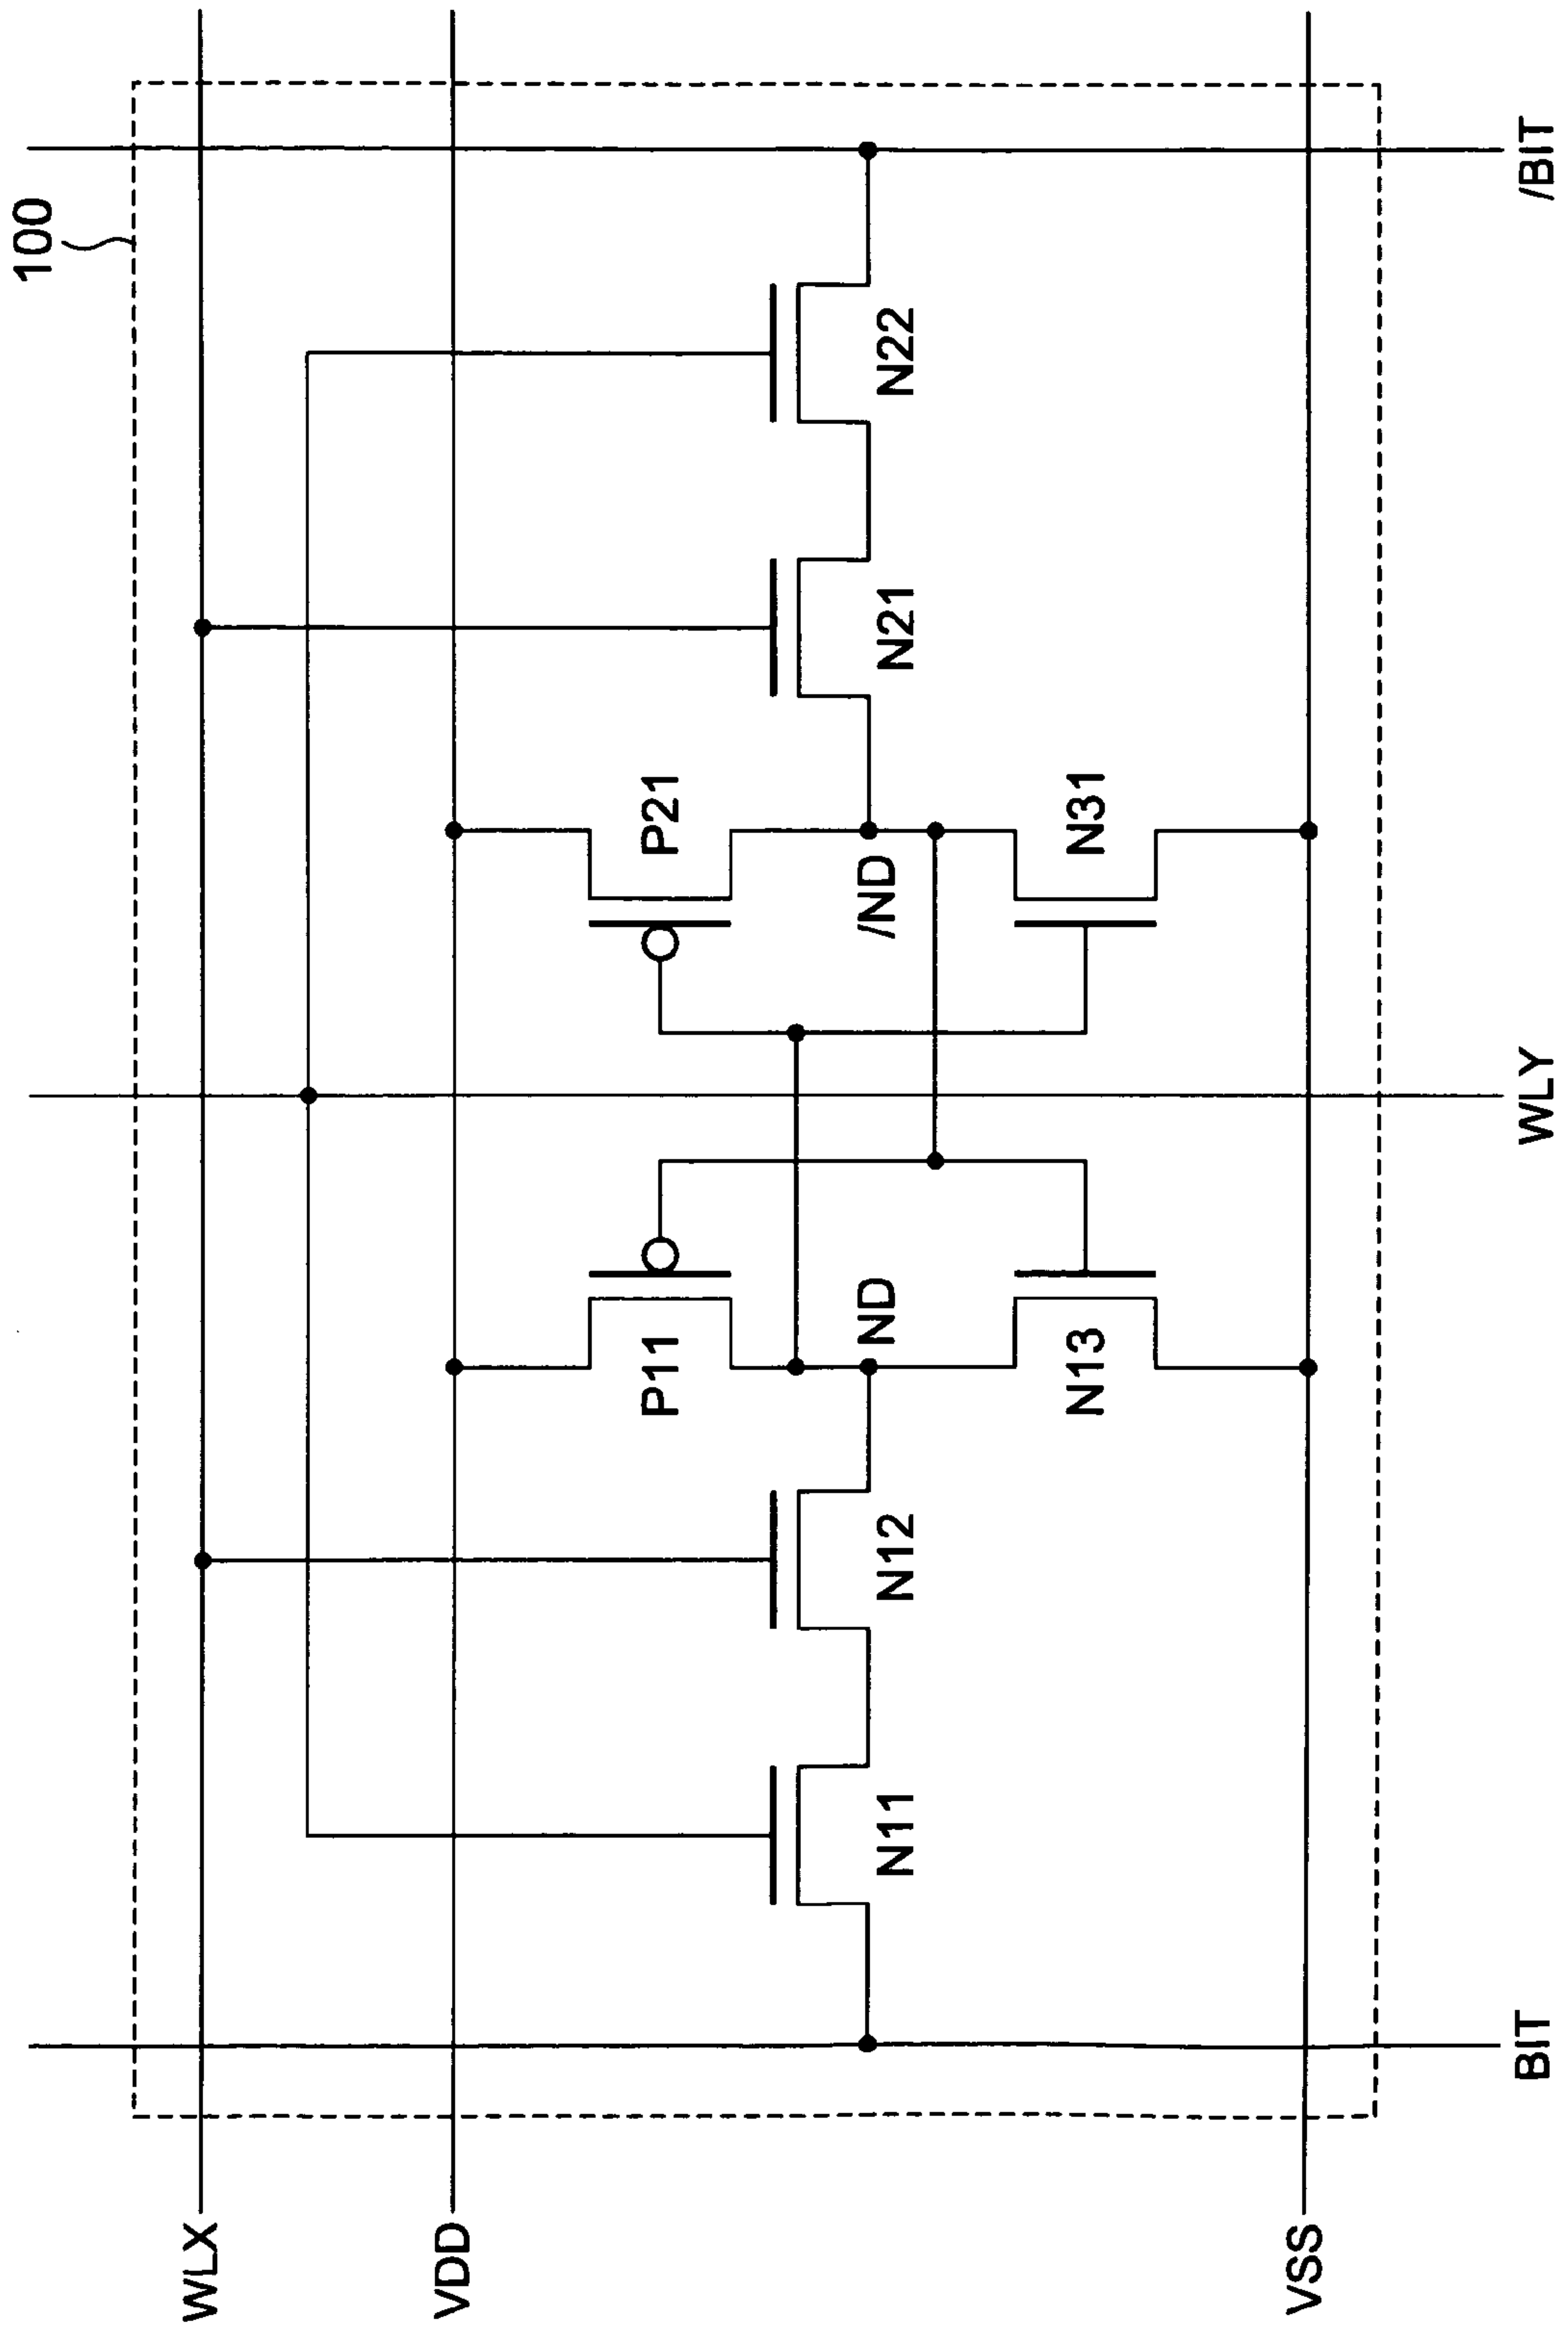 100
WLX
VDD
P11
P21
N11
N12
ND
/ND
N21
N22
N13
N31
VSS
BIT
WLY
/BIT